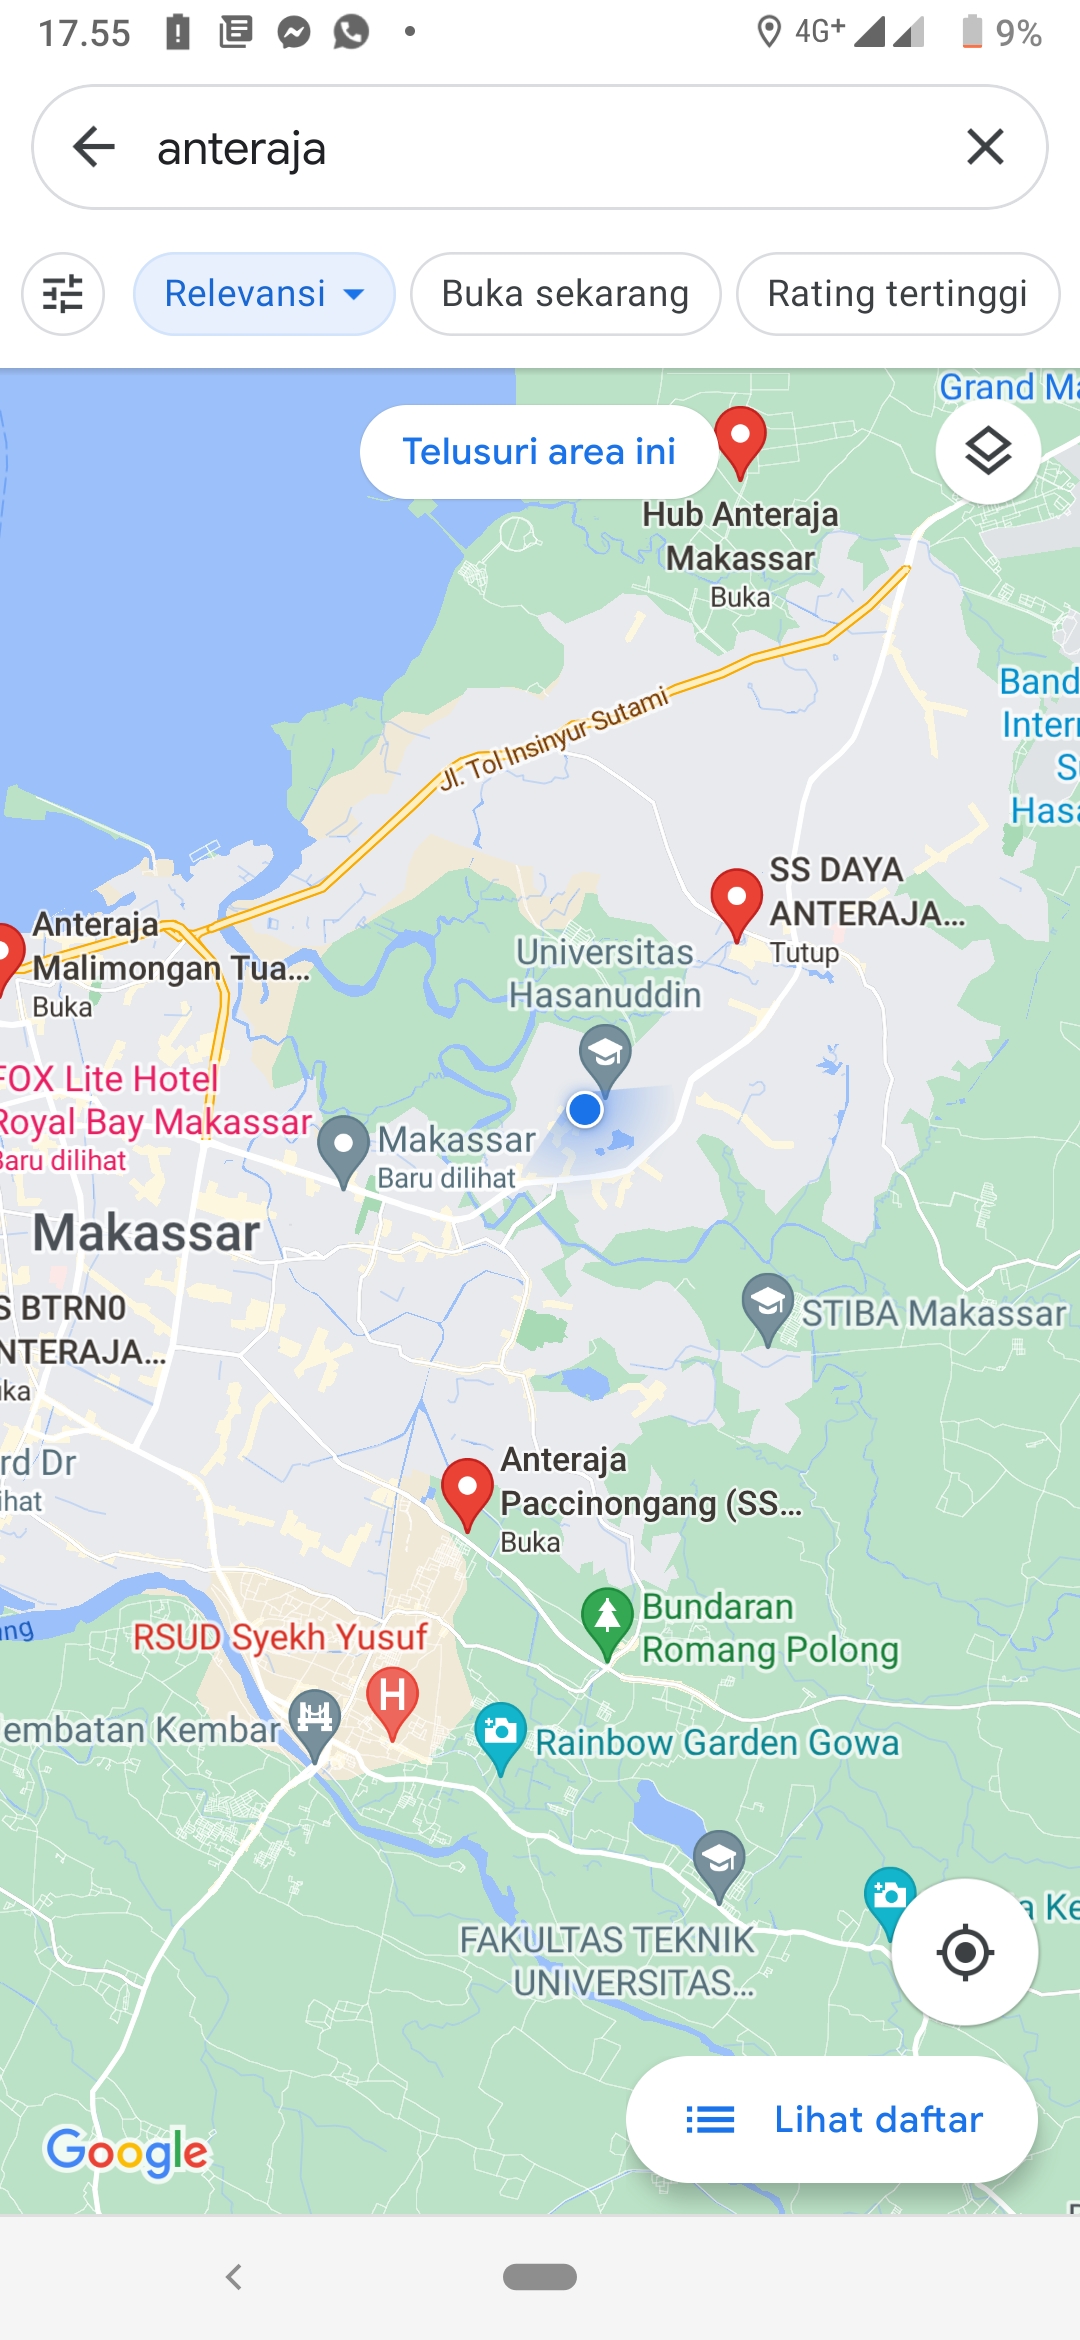 17.55
4G+
9%
anteraja
Relevansi
Buka sekarang
Rating tertinggi
Grand Ma
Telusuri area ini
Hub Anteraja
Makassar
Buka
Band
Inter
Hasa
Jl. Tol Insinyur Sutami
SS DAYA
ANTERAJA...
Tutup
Anteraja
Malimongan Tua...
Buka
Universitas
Hasanuddin
FOX Lite Hotel
Royal Bay Makassar
Baru dilihat
Makassar
Baru dilihat
Makassar
S BTRN0
NTERAJA...
ka
STIBA Makassar
rd Dr
ihat
Anteraja
Paccinongang (SS...
Buka
ang
RSUD Syekh Yusuf
H
Bundaran
Romang Polong
embatan Kembar
Rainbow Garden Gowa
FAKULTAS TEKNIK
UNIVERSITAS...
a Ke
Lihat daftar
Google